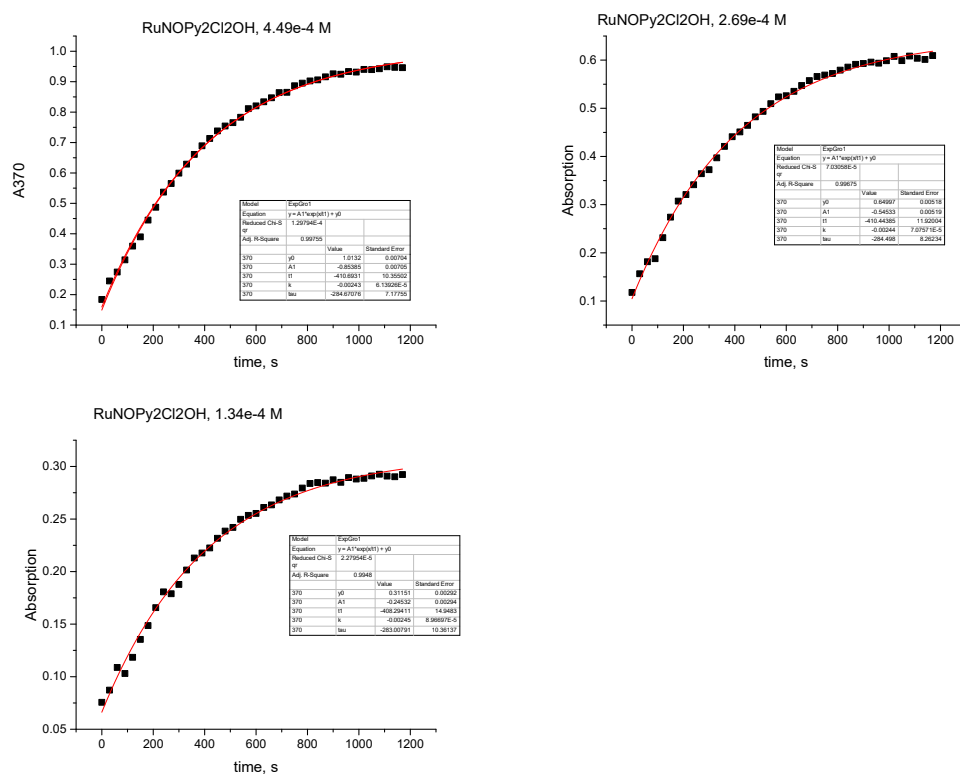 RuNOPy2Cl2OH, 4.49e-4 M
A370
1.0
0.9
0.8
0.7
0.6
0.5
0.4
0.3
0.2
0.1
Model ExpGro1
Equation y = A1*exp(x/t1) + y0
Reduced Chi-S
qr 1.29794E-4
Adj. R-Square 0.99755
Value Standard Error
370 y0 1.0132 0.00704
370 A1 -0.85385 0.00705
370 t1 -410.6931 10.35502
370 k -0.00243 6.13926E-5
370 tau -284.67076 7.17755
0 200 400 600 800 1000 1200
time, s
RuNOPy2Cl2OH, 2.69e-4 M
Absorption
0.6
0.5
0.4
0.3
0.2
0.1
Model ExpGro1
Equation y = A1*exp(x/t1) + y0
Reduced Chi-S
qr 7.03058E-5
Adj. R-Square 0.99675
Value Standard Error
370 y0 0.64997 0.00518
370 A1 -0.54533 0.00519
370 t1 -410.44385 11.92004
370 k -0.00244 7.07571E-5
370 tau -284.498 8.26234
0 200 400 600 800 1000 1200
time, s
RuNOPy2Cl2OH, 1.34e-4 M
Absorption
0.30
0.25
0.20
0.15
0.10
0.05
Model ExpGro1
Equation y = A1*exp(x/t1) + y0
Reduced Chi-S
qr 2.27954E-5
Adj. R-Square 0.9948
Value Standard Error
370 y0 0.31151 0.00292
370 A1 -0.24532 0.00294
370 t1 -408.29411 14.9483
370 k -0.00245 8.96697E-5
370 tau -283.00791 10.36137
0 200 400 600 800 1000 1200
time, s